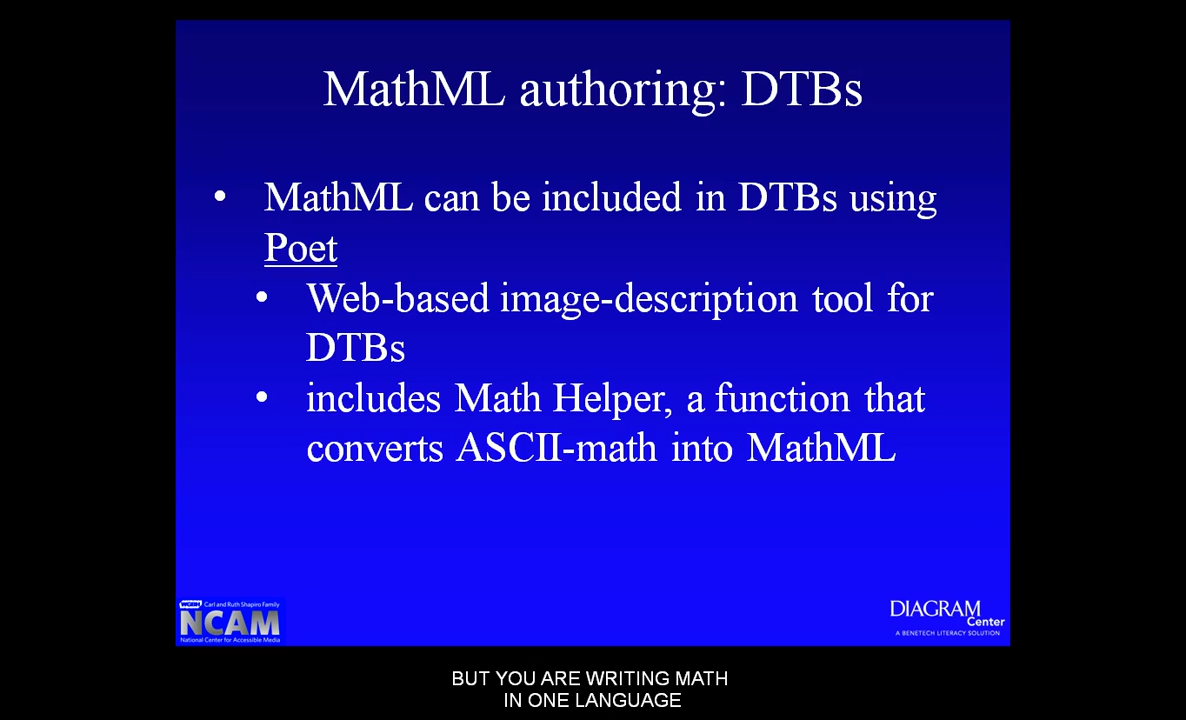 MathML authoring: DTBs
• MathML can be included in DTBs using
Poet
• Web-based image-description tool for
DTBs
• includes Math Helper, a function that
converts ASCII-math into MathML
WGBH Carl and Ruth Shapiro Family
NCAM
National Center for Accessible Media
DIAGRAM
Center
A BENETECH LITERACY SOLUTION
BUT YOU ARE WRITING MATH
IN ONE LANGUAGE